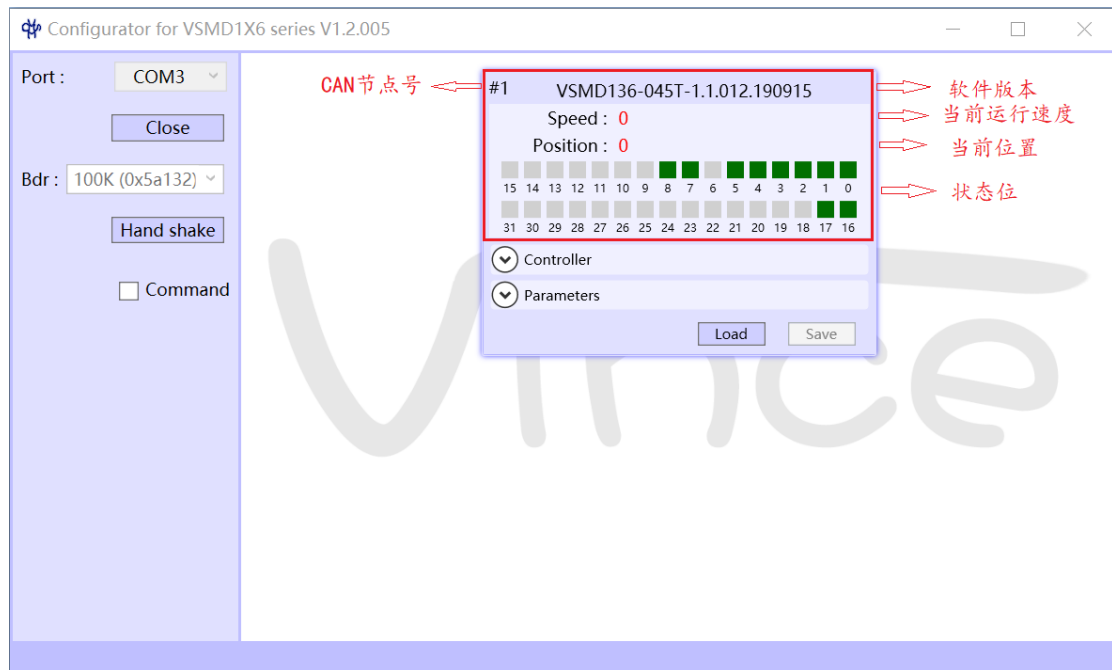 Configurator for VSMD1X6 series V1.2.005
Port : COM3
Close
Bdr : 100K (0x5a132)
Hand shake
Command
CAN节点号
#1 VSMD136-045T-1.1.012.190915
软件版本
Speed : 0
当前运行速度
Position : 0
当前位置
15 14 13 12 11 10 9 8 7 6 5 4 3 2 1 0
状态位
31 30 29 28 27 26 25 24 23 22 21 20 19 18 17 16
Controller
Parameters
Load Save
Vince